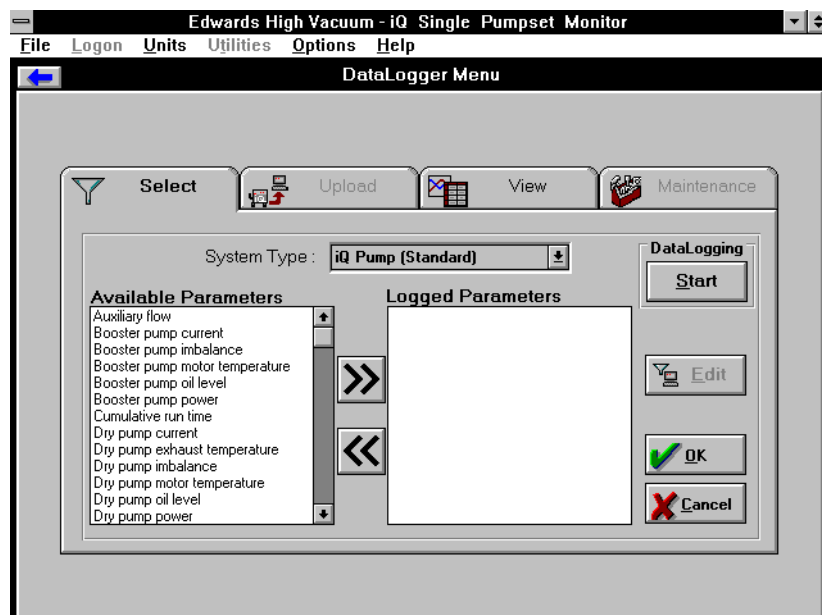 Edwards High Vacuum - iQ Single Pumpset Monitor
File Logon Units Utilities Options Help
DataLogger Menu
Select Upload View Maintenance
System Type : iQ Pump (Standard)
DataLogging
Start
Available Parameters
Logged Parameters
Auxiliary flow
Booster pump current
Booster pump imbalance
Booster pump motor temperature
Booster pump oil level
Booster pump power
Cumulative run time
Dry pump current
Dry pump exhaust temperature
Dry pump imbalance
Dry pump motor temperature
Dry pump oil level
Dry pump power
Edit
OK
Cancel